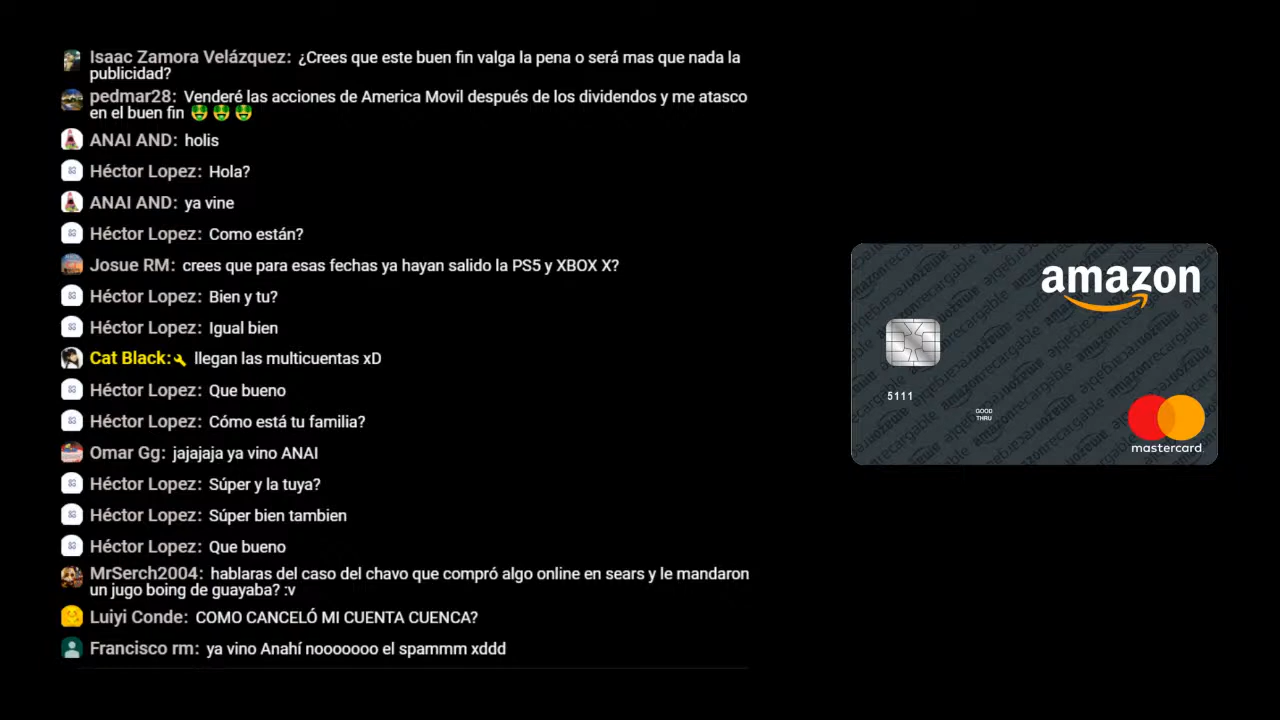 Isaac Zamora Velázquez: ¿Crees que este buen fin valga la pena o será mas que nada la
publicidad?
pedmar28: Venderé las acciones de America Movil después de los dividendos y me atasco
en el buen fin 🤑 🤑 🤑
ANAI AND: holis
Héctor Lopez: Hola?
ANAI AND: ya vine
Héctor Lopez: Como están?
Josue RM: crees que para esas fechas ya hayan salido la PS5 y XBOX X?
Héctor Lopez: Bien y tu?
Héctor Lopez: Igual bien
Cat Black: llegan las multicuentas xD
Héctor Lopez: Que bueno
Héctor Lopez: Cómo está tu familia?
Omar Gg: jajajaja ya vino ANAI
Héctor Lopez: Súper y la tuya?
Héctor Lopez: Súper bien tambien
Héctor Lopez: Que bueno
MrSerch2004: hablaras del caso del chavo que compró algo online en sears y le mandaron
un jugo boing de guayaba? :v
Luiyi Conde: COMO CANCELÓ MI CUENTA CUENCA?
Francisco rm: ya vino Anahí nooooooo el spammm xddd
amazon
5111
GOOD
THRU
mastercard